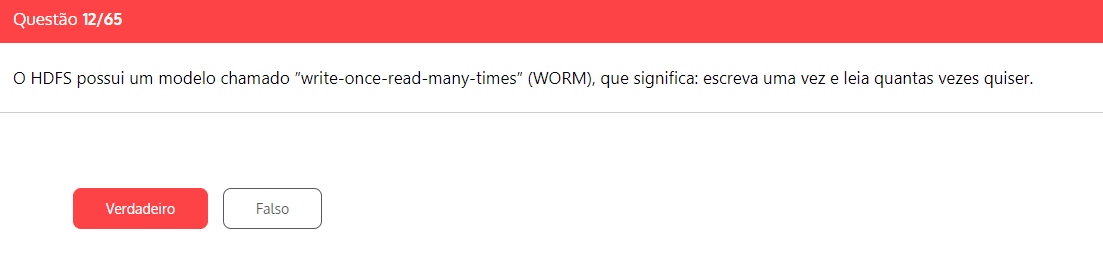 Questão 12/65
O HDFS possui um modelo chamado "write-once-read-many-times" (WORM), que significa: escreva uma vez e leia quantas vezes quiser.
Verdadeiro
Falso